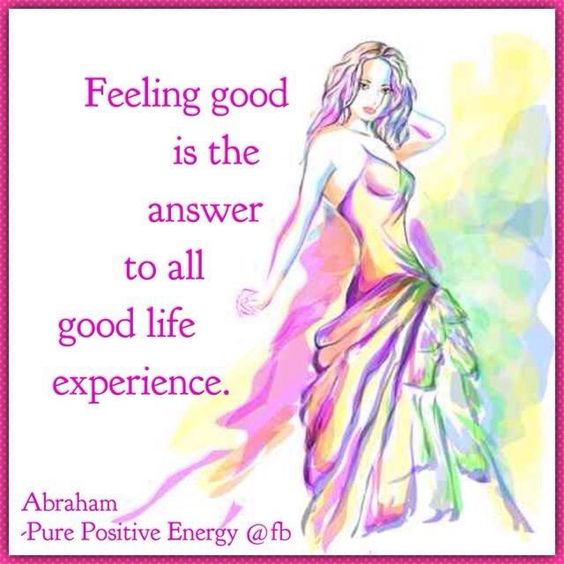 Feeling good
is the
answer
to all
good life
experience.
Abraham
-Pure Positive Energy @fb